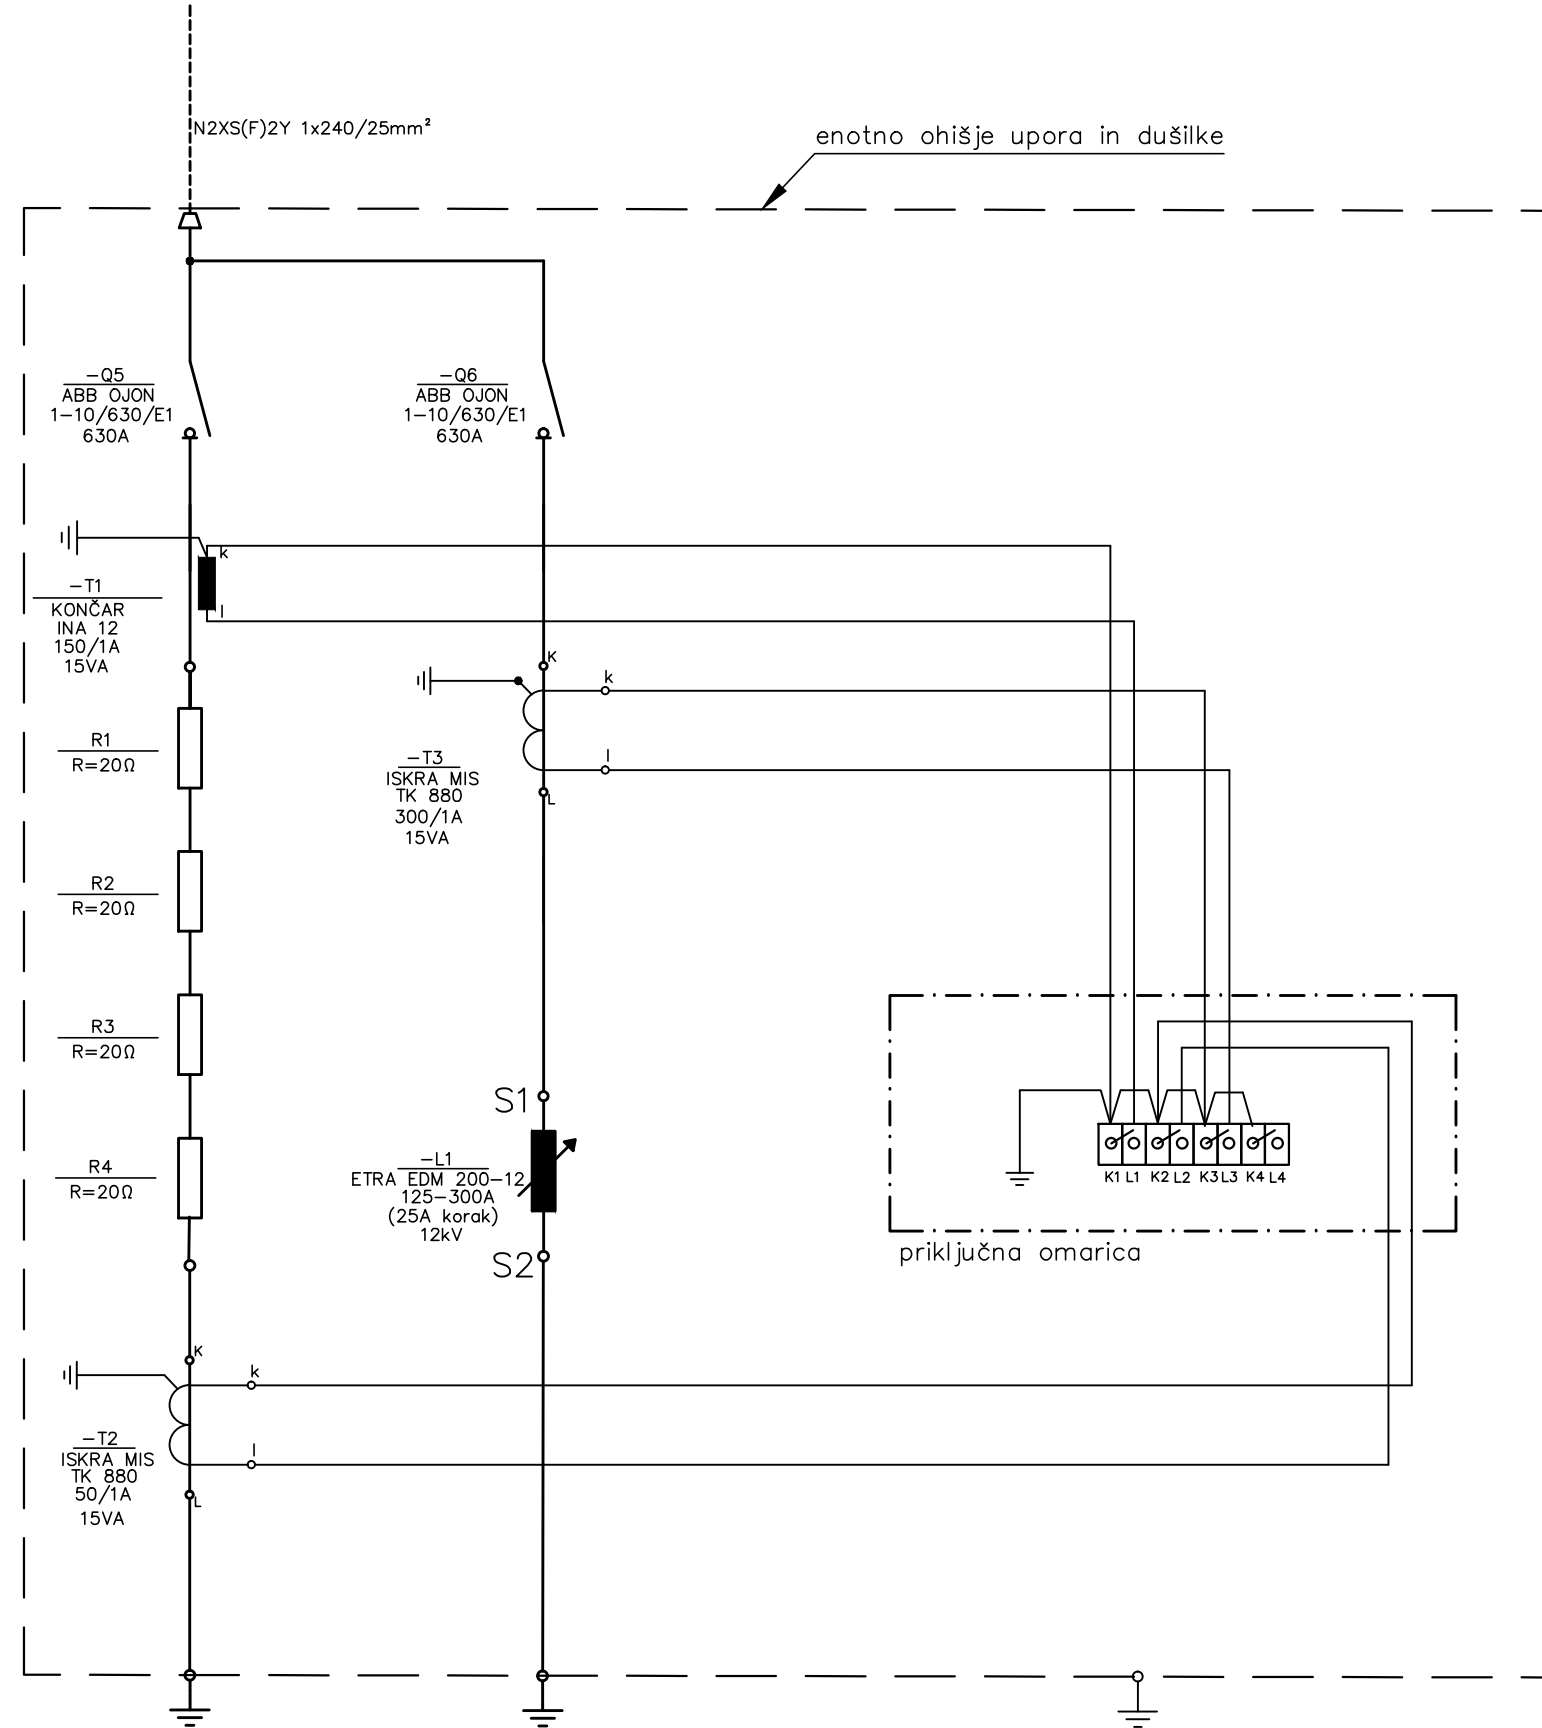 N2XS(F)2Y 1x240/25mm²
enotno ohišje upora in dušilke
–Q5
ABB OJON
1–10/630/E1
630A
–Q6
ABB OJON
1–10/630/E1
630A
k
l
–T1
KONČAR
INA 12
150/1A
15VA
K
k
l
L
–T3
ISKRA MIS
TK 880
300/1A
15VA
R1
R=20Ω
R2
R=20Ω
R3
R=20Ω
R4
R=20Ω
S1
–L1
ETRA EDM 200–12
125–300A
(25A korak)
12kV
S2
K1 L1 K2 L2 K3 L3 K4 L4
priključna omarica
K
k
l
L
–T2
ISKRA MIS
TK 880
50/1A
15VA